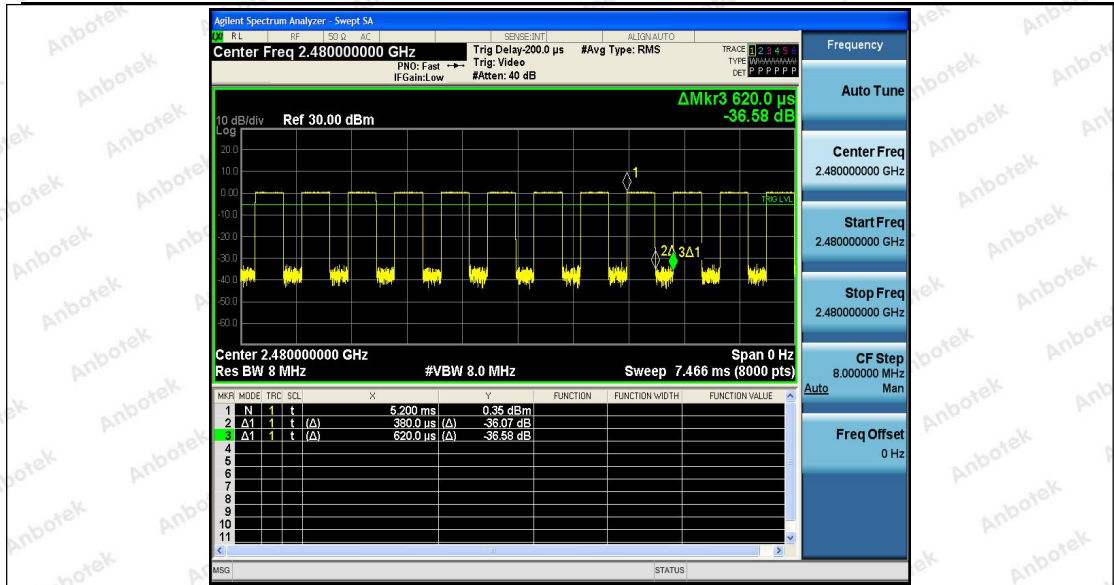 Agilent Spectrum Analyzer - Swept SA
RL RF 50 Ω AC SENSE:INT ALIGNAUTO
Center Freq 2.480000000 GHz
PNO: Fast
IFGain:Low
Trig Delay-200.0 µs
Trig: Video
#Atten: 40 dB
#Avg Type: RMS
TRACE 1 2 3 4 5 6
TYPE
DET P P P P P P
ΔMkr3 620.0 µs
-36.58 dB
10 dB/div Ref 30.00 dBm
Log
20.0
10.0
0.00
-10.0
-20.0
-30.0
-40.0
-50.0
-60.0
1
TRIG LVL
2Δ 3Δ1
Center 2.480000000 GHz Span 0 Hz
Res BW 8 MHz #VBW 8.0 MHz Sweep 7.466 ms (8000 pts)
MKR MODE TRC SCL X Y FUNCTION FUNCTION WIDTH FUNCTION VALUE
1 N 1 t 5.200 ms 0.35 dBm
2 Δ1 1 t (Δ) 380.0 µs (Δ) -36.07 dB
3 Δ1 1 t (Δ) 620.0 µs (Δ) -36.58 dB
4
5
6
7
8
9
10
11
MSG STATUS
Frequency
Auto Tune
Center Freq
2.480000000 GHz
Start Freq
2.480000000 GHz
Stop Freq
2.480000000 GHz
CF Step
8.000000 MHz
Auto Man
Freq Offset
0 Hz
Anbotek